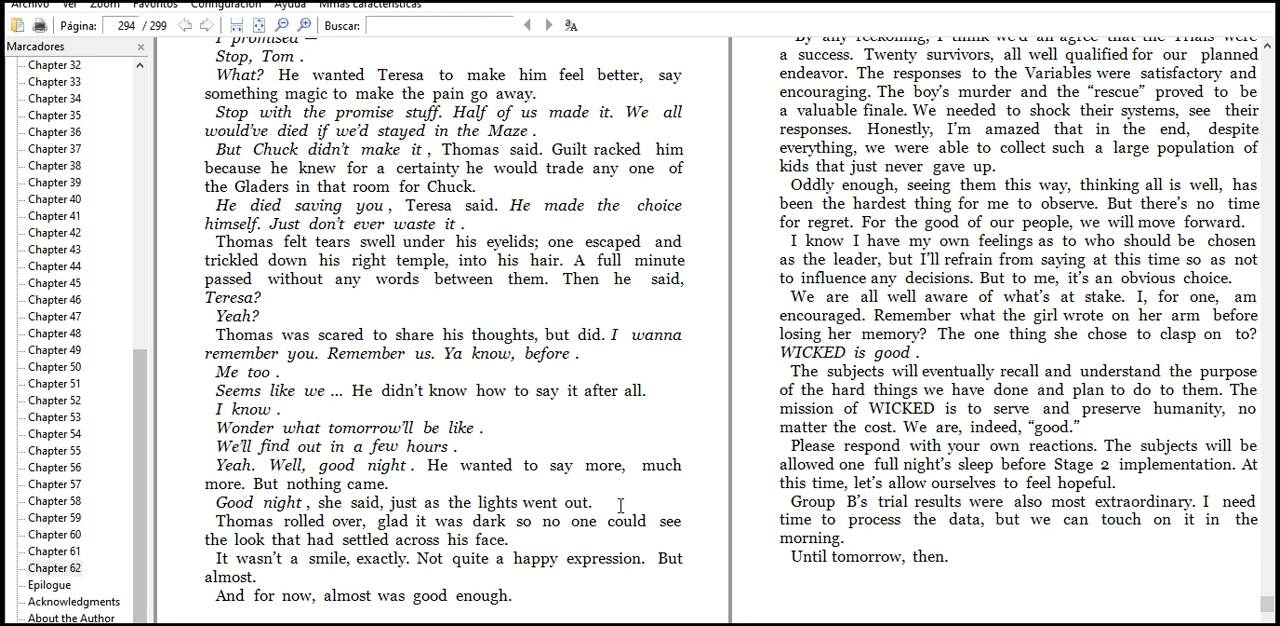 Archivo Ver Zoom Favoritos Configuración Ayuda Mimas características
Página: 294 / 299 Buscar:
Marcadores
Chapter 32
Chapter 33
Chapter 34
Chapter 35
Chapter 36
Chapter 37
Chapter 38
Chapter 39
Chapter 40
Chapter 41
Chapter 42
Chapter 43
Chapter 44
Chapter 45
Chapter 46
Chapter 47
Chapter 48
Chapter 49
Chapter 50
Chapter 51
Chapter 52
Chapter 53
Chapter 54
Chapter 55
Chapter 56
Chapter 57
Chapter 58
Chapter 59
Chapter 60
Chapter 61
Chapter 62
Epilogue
Acknowledgments
About the Author
I promised —
Stop, Tom .
What? He wanted Teresa to make him feel better, say
something magic to make the pain go away.
Stop with the promise stuff. Half of us made it. We all
would’ve died if we’d stayed in the Maze .
But Chuck didn’t make it , Thomas said. Guilt racked him
because he knew for a certainty he would trade any one of
the Gladers in that room for Chuck.
He died saving you , Teresa said. He made the choice
himself. Just don’t ever waste it .
Thomas felt tears swell under his eyelids; one escaped and
trickled down his right temple, into his hair. A full minute
passed without any words between them. Then he said,
Teresa?
Yeah?
Thomas was scared to share his thoughts, but did. I wanna
remember you. Remember us. Ya know, before .
Me too .
Seems like we ... He didn’t know how to say it after all.
I know .
Wonder what tomorrow’ll be like .
We’ll find out in a few hours .
Yeah. Well, good night . He wanted to say more, much
more. But nothing came.
Good night , she said, just as the lights went out.
Thomas rolled over, glad it was dark so no one could see
the look that had settled across his face.
It wasn’t a smile, exactly. Not quite a happy expression. But
almost.
And for now, almost was good enough.
By any reckoning, I think we’d all agree that the Trials were
a success. Twenty survivors, all well qualified for our planned
endeavor. The responses to the Variables were satisfactory and
encouraging. The boy’s murder and the “rescue” proved to be
a valuable finale. We needed to shock their systems, see their
responses. Honestly, I’m amazed that in the end, despite
everything, we were able to collect such a large population of
kids that just never gave up.
Oddly enough, seeing them this way, thinking all is well, has
been the hardest thing for me to observe. But there’s no time
for regret. For the good of our people, we will move forward.
I know I have my own feelings as to who should be chosen
as the leader, but I’ll refrain from saying at this time so as not
to influence any decisions. But to me, it’s an obvious choice.
We are all well aware of what’s at stake. I, for one, am
encouraged. Remember what the girl wrote on her arm before
losing her memory? The one thing she chose to clasp on to?
WICKED is good .
The subjects will eventually recall and understand the purpose
of the hard things we have done and plan to do to them. The
mission of WICKED is to serve and preserve humanity, no
matter the cost. We are, indeed, “good.”
Please respond with your own reactions. The subjects will be
allowed one full night’s sleep before Stage 2 implementation. At
this time, let’s allow ourselves to feel hopeful.
Group B’s trial results were also most extraordinary. I need
time to process the data, but we can touch on it in the
morning.
Until tomorrow, then.